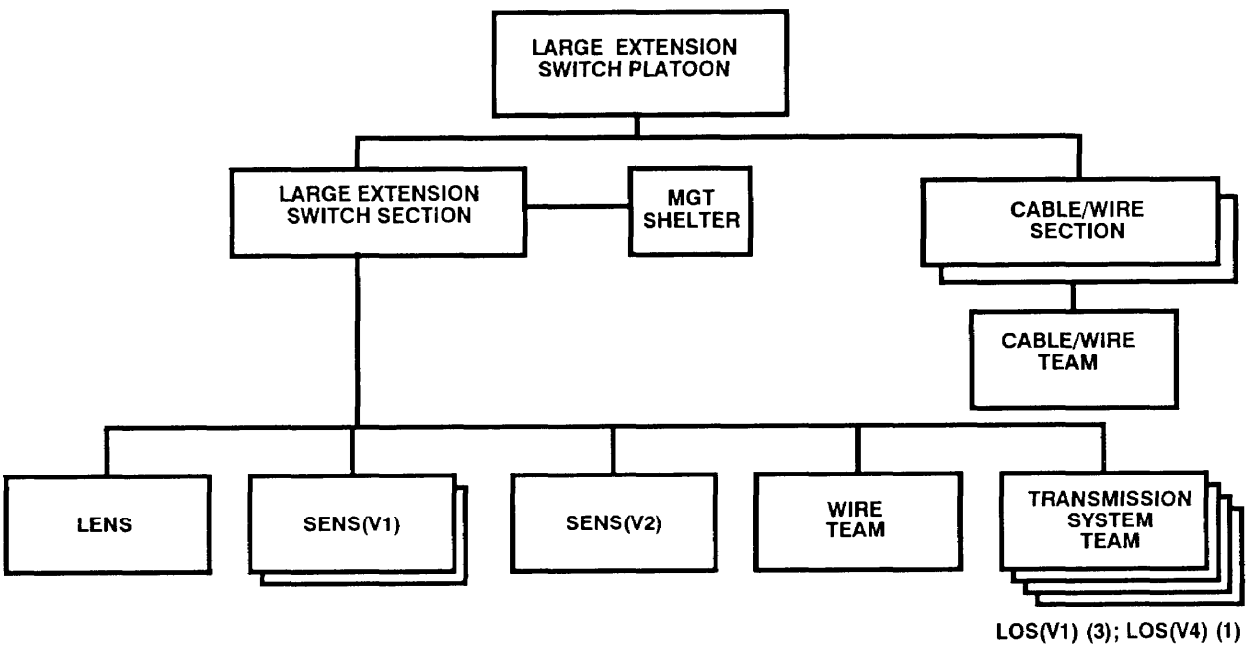 LARGE EXTENSION
SWITCH PLATOON
LARGE EXTENSION
SWITCH SECTION
MGT
SHELTER
CABLE/WIRE
SECTION
CABLE/WIRE
TEAM
LENS
SENS(V1)
SENS(V2)
WIRE
TEAM
TRANSMISSION
SYSTEM
TEAM
LOS(V1) (3); LOS(V4) (1)